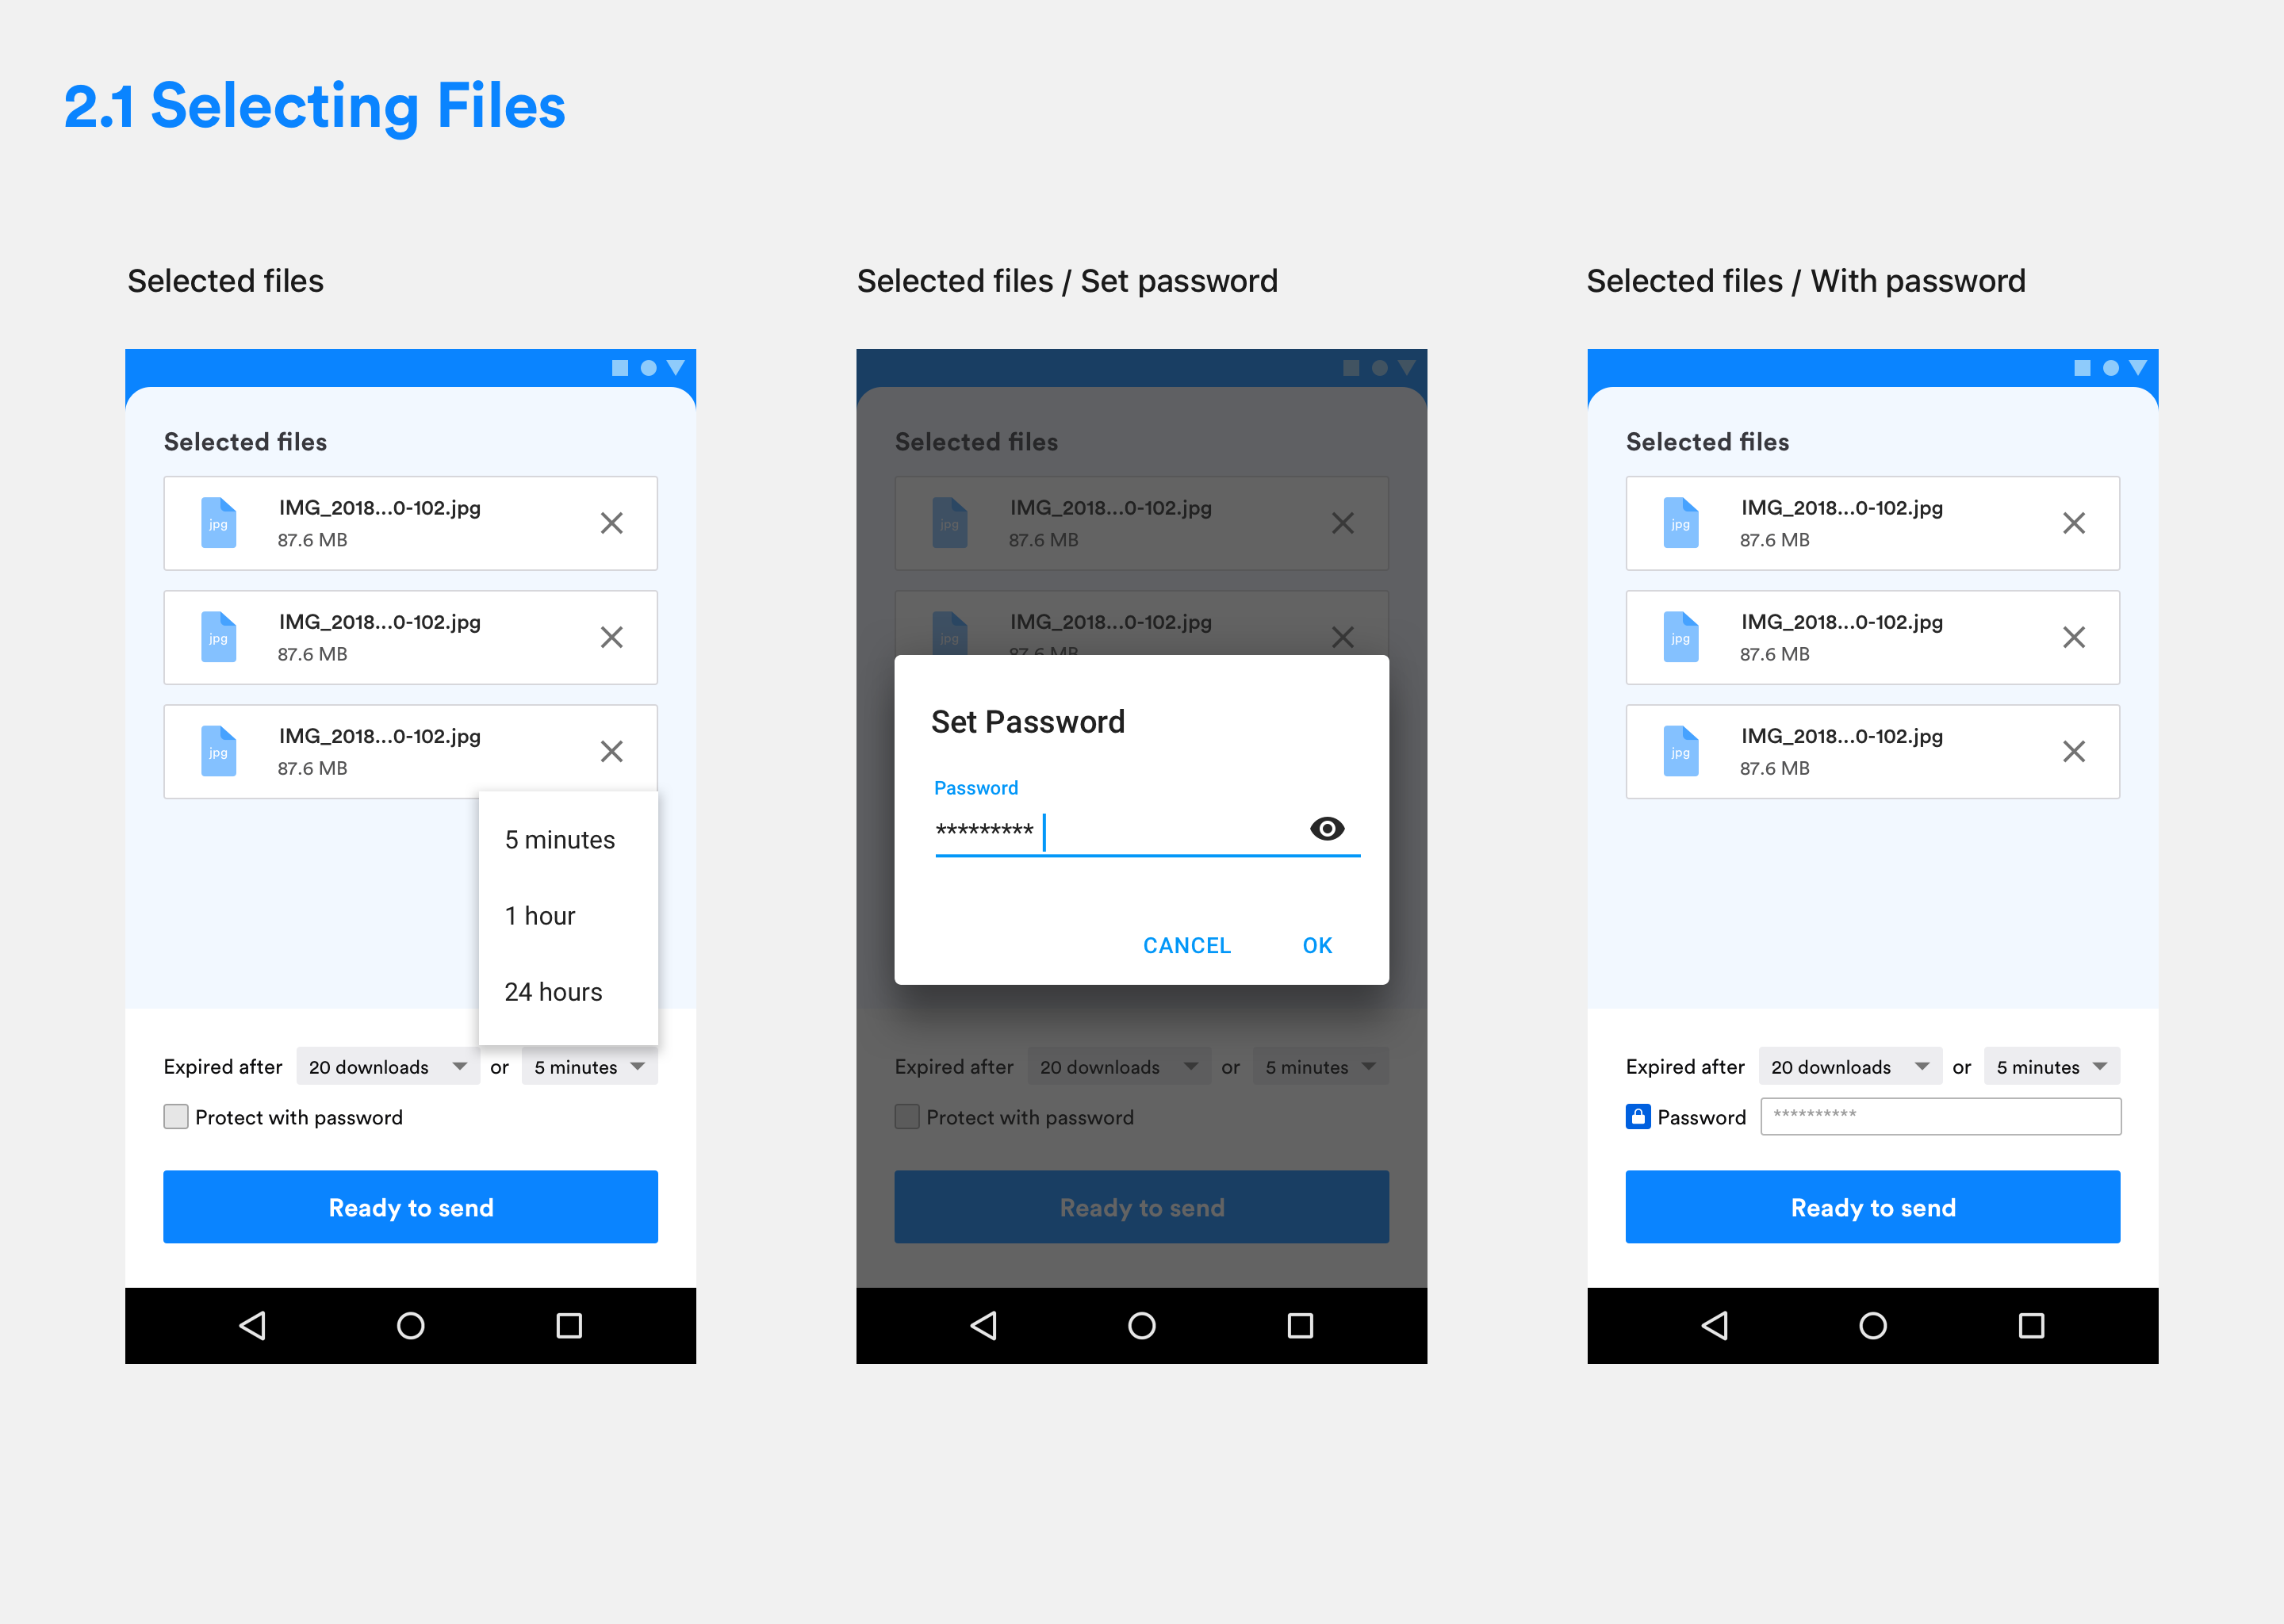 2.1 Selecting Files
Selected files
Selected files
jpg
IMG_2018...0-102.jpg
87.6 MB
jpg
IMG_2018...0-102.jpg
87.6 MB
jpg
IMG_2018...0-102.jpg
87.6 MB
5 minutes
1 hour
24 hours
Expired after 20 downloads or 5 minutes
Protect with password
Ready to send
Selected files / Set password
Selected files
jpg
IMG_2018...0-102.jpg
87.6 MB
jpg
IMG_2018...0-102.jpg
87.6 MB
Set Password
Password
*********
CANCEL OK
Expired after 20 downloads or 5 minutes
Protect with password
Ready to send
Selected files / With password
Selected files
jpg
IMG_2018...0-102.jpg
87.6 MB
jpg
IMG_2018...0-102.jpg
87.6 MB
jpg
IMG_2018...0-102.jpg
87.6 MB
Expired after 20 downloads or 5 minutes
Password **********
Ready to send